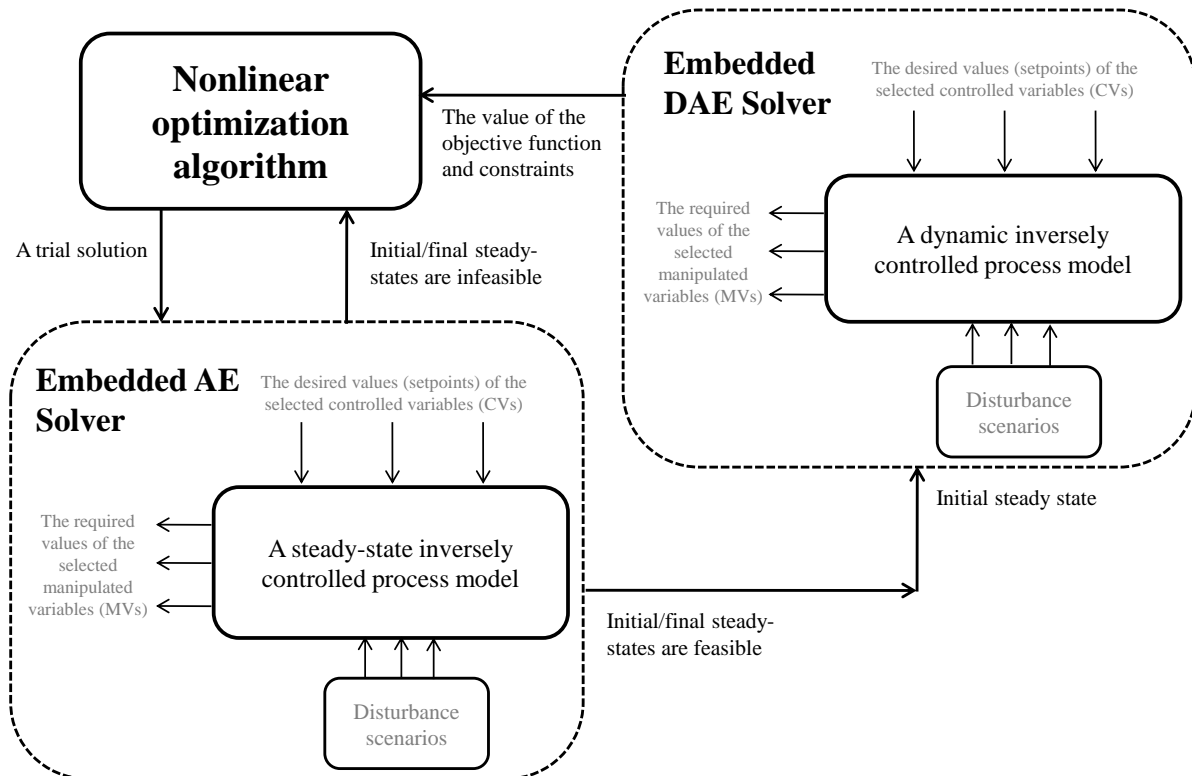 Nonlinear
optimization
algorithm
The value of the
objective function
and constraints
Embedded
DAE Solver
The desired values (setpoints) of the
selected controlled variables (CVs)
The required
values of the
selected
manipulated
variables (MVs)
A dynamic inversely
controlled process model
Disturbance
scenarios
A trial solution
Initial/final steady-
states are infeasible
Embedded AE
Solver
The desired values (setpoints) of the
selected controlled variables (CVs)
The required
values of the
selected
manipulated
variables (MVs)
A steady-state inversely
controlled process model
Disturbance
scenarios
Initial steady state
Initial/final steady-
states are feasible